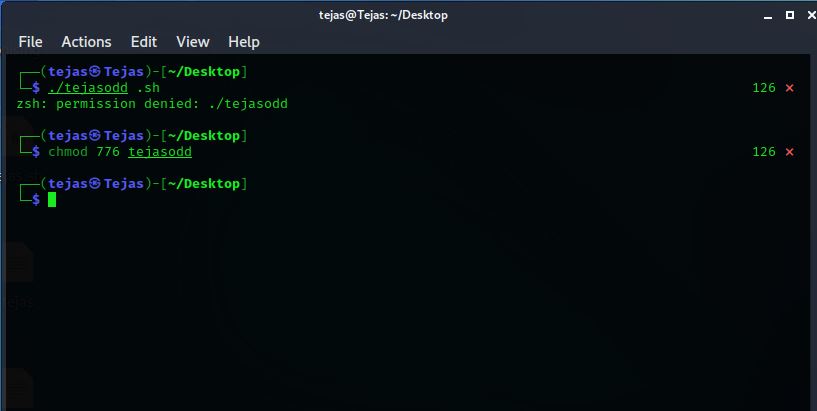 tejas@Tejas: ~/Desktop
File Actions Edit View Help
┌──(tejas㉿Tejas)-[~/Desktop]
└─$ ./tejasodd .sh 126 ⨯
zsh: permission denied: ./tejasodd
┌──(tejas㉿Tejas)-[~/Desktop]
└─$ chmod 776 tejasodd 126 ⨯
┌──(tejas㉿Tejas)-[~/Desktop]
└─$
tejas